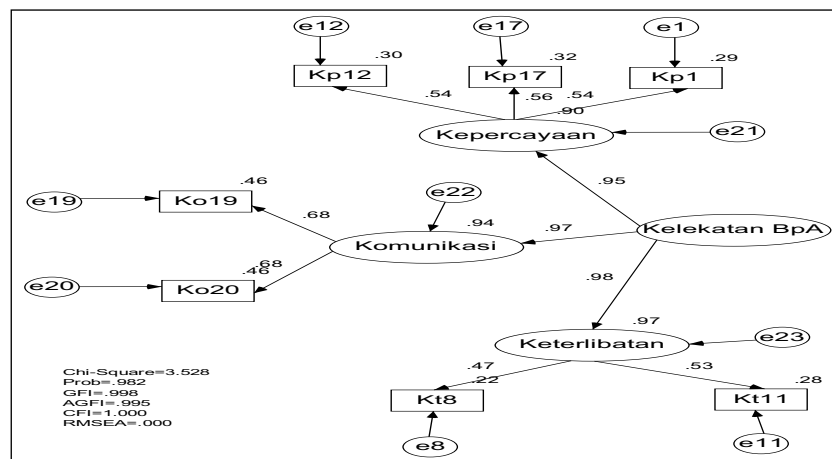 e12
e17
e1
.30
.32
.29
Kp12
Kp17
Kp1
.54
.56
.54
.90
Kepercayaan
e21
.95
e19
.46
Ko19
e22
.68
.94
.97
Komunikasi
Kelekatan BpA
.68
.46
e20
Ko20
.98
.97
Keterlibatan
e23
.47
.53
.22
.28
Kt8
Kt11
e8
e11
Chi-Square=3.528
Prob=.982
GFI=.998
AGFI=.995
CFI=1.000
RMSEA=.000